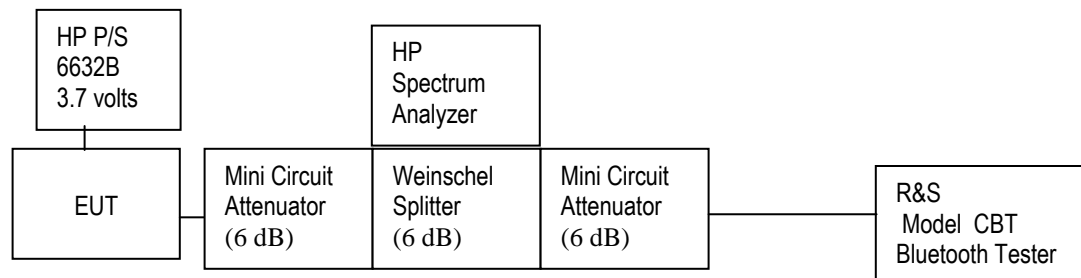 HP P/S
6632B
3.7 volts
HP
Spectrum
Analyzer
EUT
Mini Circuit
Attenuator
(6 dB)
Weinschel
Splitter
(6 dB)
Mini Circuit
Attenuator
(6 dB)
R&S
Model CBT
Bluetooth Tester